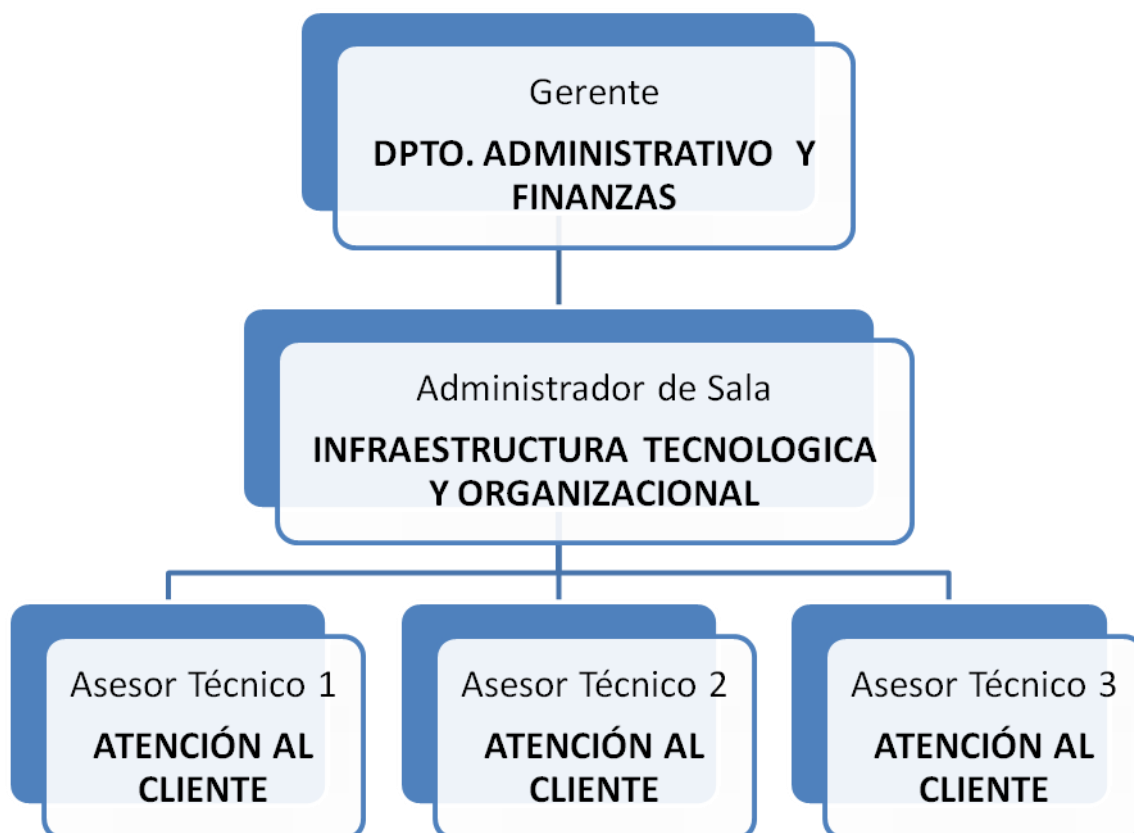 Gerente
DPTO. ADMINISTRATIVO Y
FINANZAS
Administrador de Sala
INFRAESTRUCTURA TECNOLOGICA
Y ORGANIZACIONAL
Asesor Técnico 1
ATENCIÓN AL
CLIENTE
Asesor Técnico 2
ATENCIÓN AL
CLIENTE
Asesor Técnico 3
ATENCIÓN AL
CLIENTE